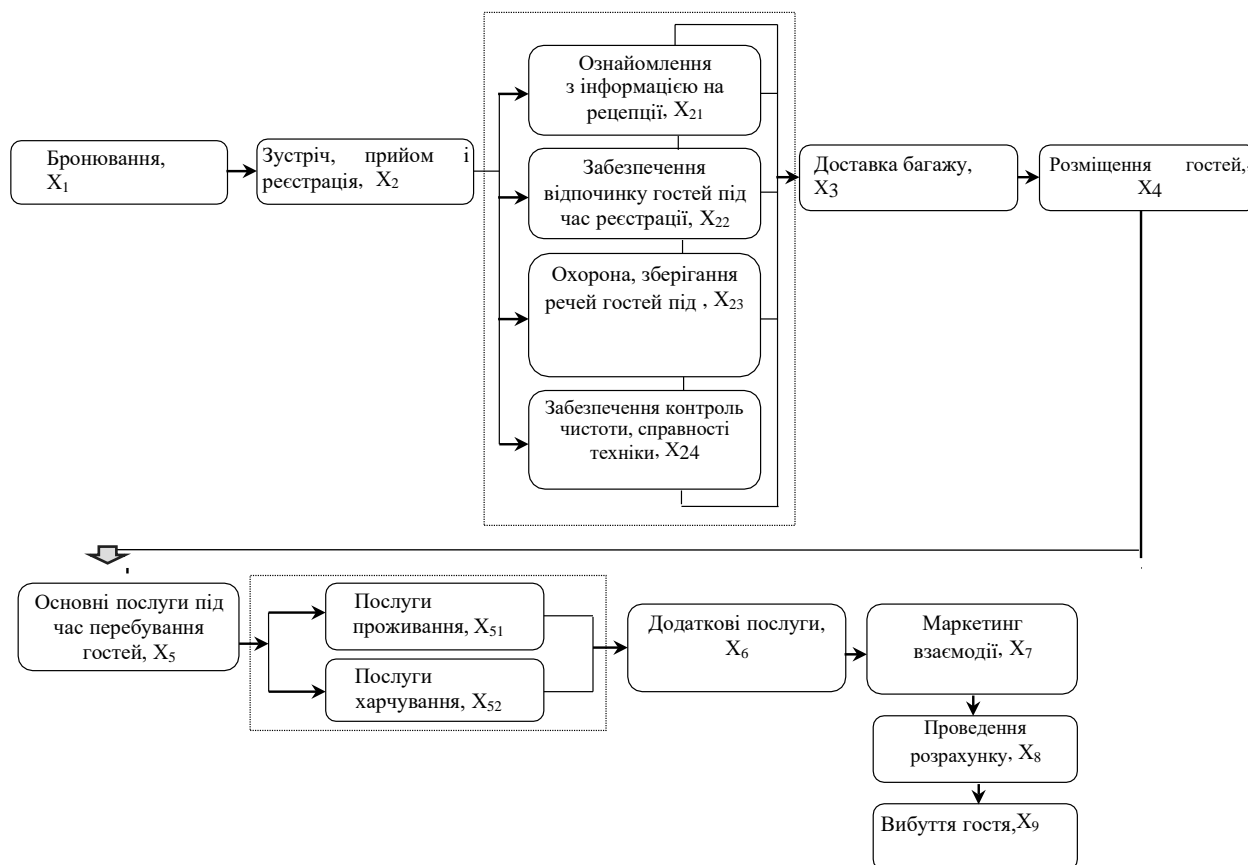 Бронювання,
X1
Зустріч, прийом і
реєстрація, X2
Ознайомлення
з інформацією на
рецепції, X21
Забезпечення
відпочинку гостей під
час реєстрації, X22
Охорона, зберігання
речей гостей під , X23
Забезпечення контроль
чистоти, справності
техніки, X24
Доставка багажу,
X3
Розміщення гостей,
X4
Основні послуги під
час перебування
гостей, X5
Послуги
проживання, X51
Послуги
харчування, X52
Додаткові послуги,
X6
Маркетинг
взаємодії, X7
Проведення
розрахунку, X8
Вибуття гостя,X9